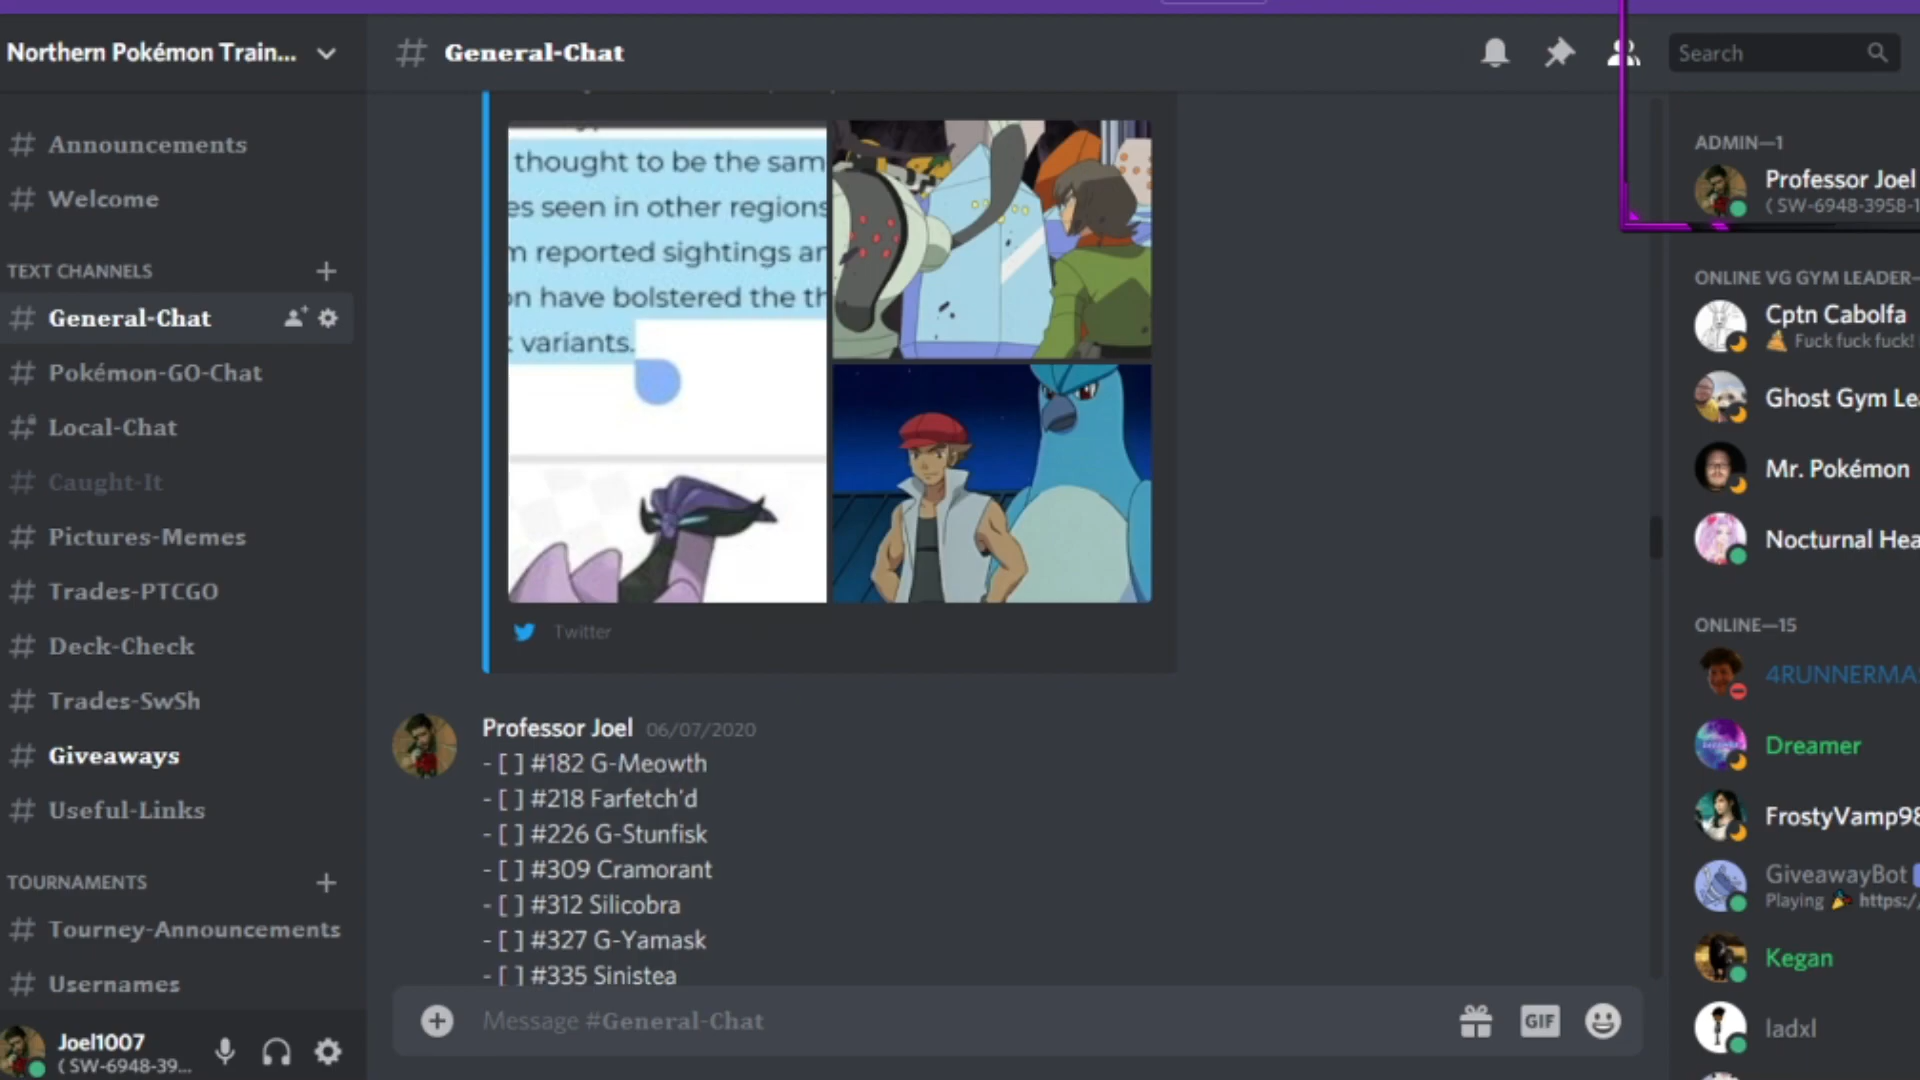 Northern Pokémon Train...
# General-Chat
Search
# Announcements
# Welcome
TEXT CHANNELS +
# General-Chat
# Pokémon-GO-Chat
# Local-Chat
# Caught-It
# Pictures-Memes
# Trades-PTCGO
# Deck-Check
# Trades-SwSh
# Giveaways
# Useful-Links
TOURNAMENTS +
# Tourney-Announcements
# Usernames
Joel1007
( SW-6948-39...
thought to be the sam
es seen in other regions
m reported sightings an
on have bolstered the th
variants.
Twitter
Professor Joel 06/07/2020
- [ ] #182 G-Meowth
- [ ] #218 Farfetch'd
- [ ] #226 G-Stunfisk
- [ ] #309 Cramorant
- [ ] #312 Silicobra
- [ ] #327 G-Yamask
- [ ] #335 Sinistea
Message #General-Chat
GIF
ADMIN—1
Professor Joel
( SW-6948-3958-1
ONLINE VG GYM LEADER—
Cptn Cabolfa
Fuck fuck fuck!
Ghost Gym Lea
Mr. Pokémon
Nocturnal Hea
ONLINE—15
4RUNNERMA
Dreamer
FrostyVamp98
GiveawayBot
Playing 🎉 https:/
Kegan
ladxl